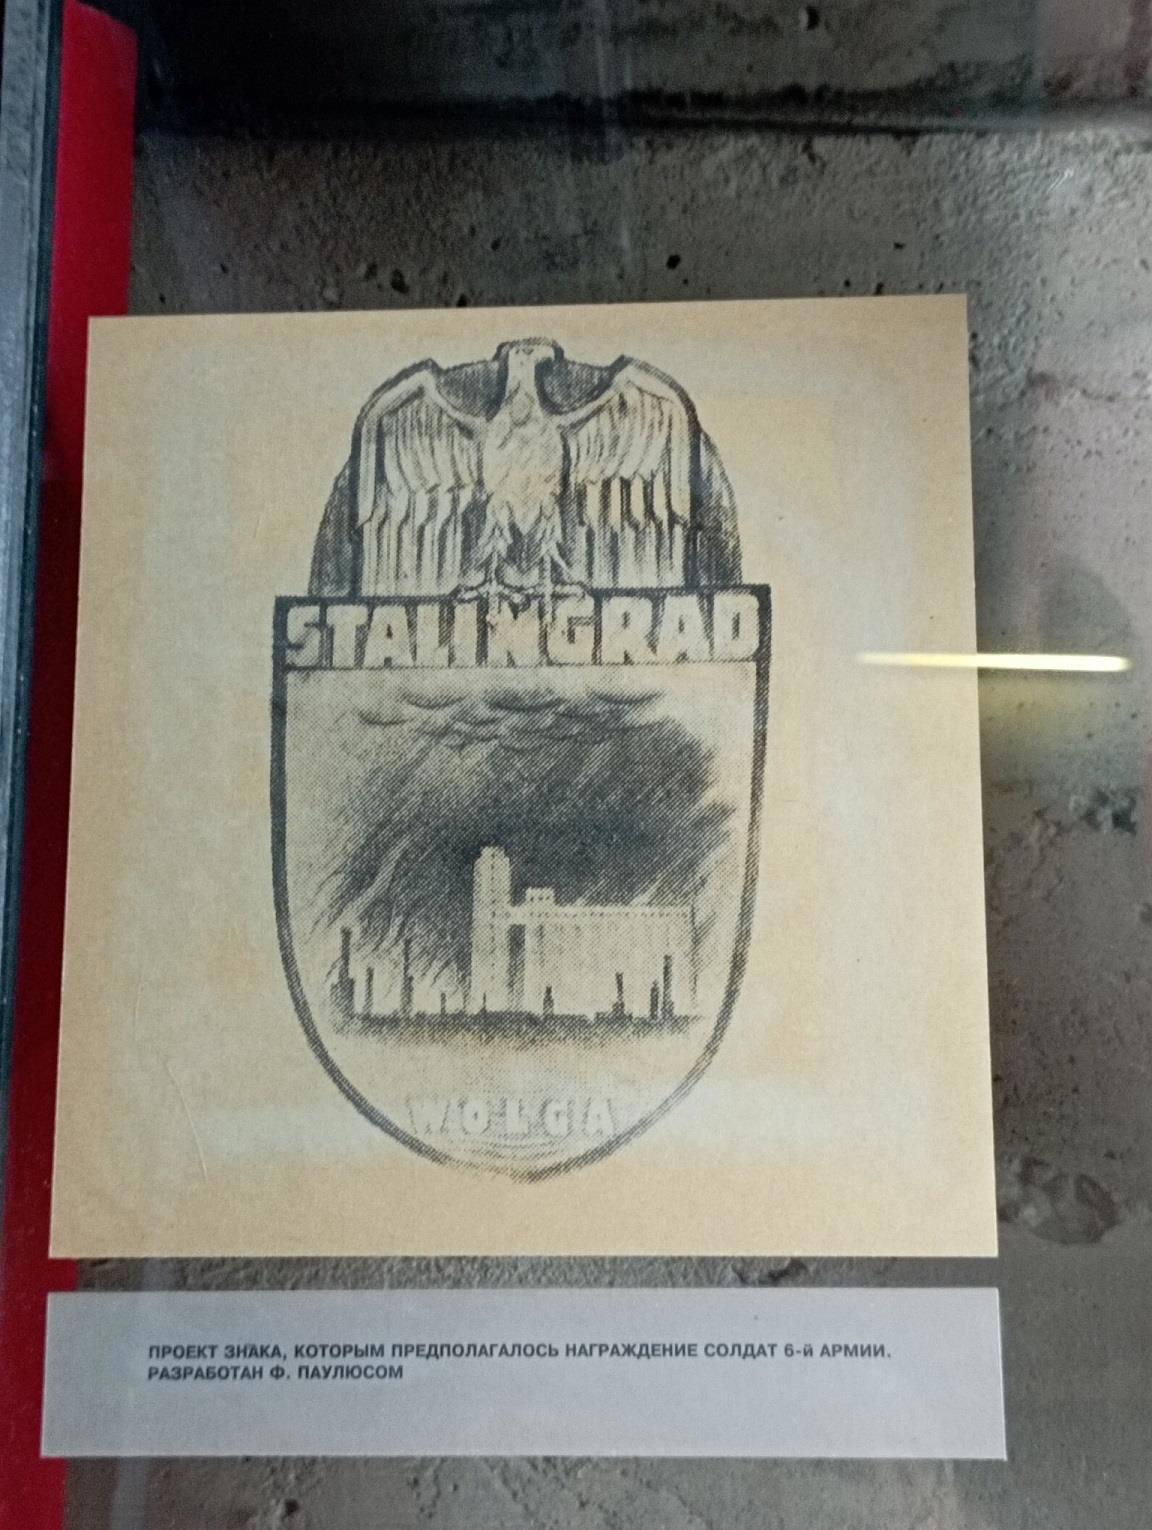 STALINGRAD
WOLGA
ПРОЕКТ ЗНАКА, КОТОРЫМ ПРЕДПОЛАГАЛОСЬ НАГРАЖДЕНИЕ СОЛДАТ 6-й АРМИИ.
РАЗРАБОТАН Ф. ПАУЛЮСОМ